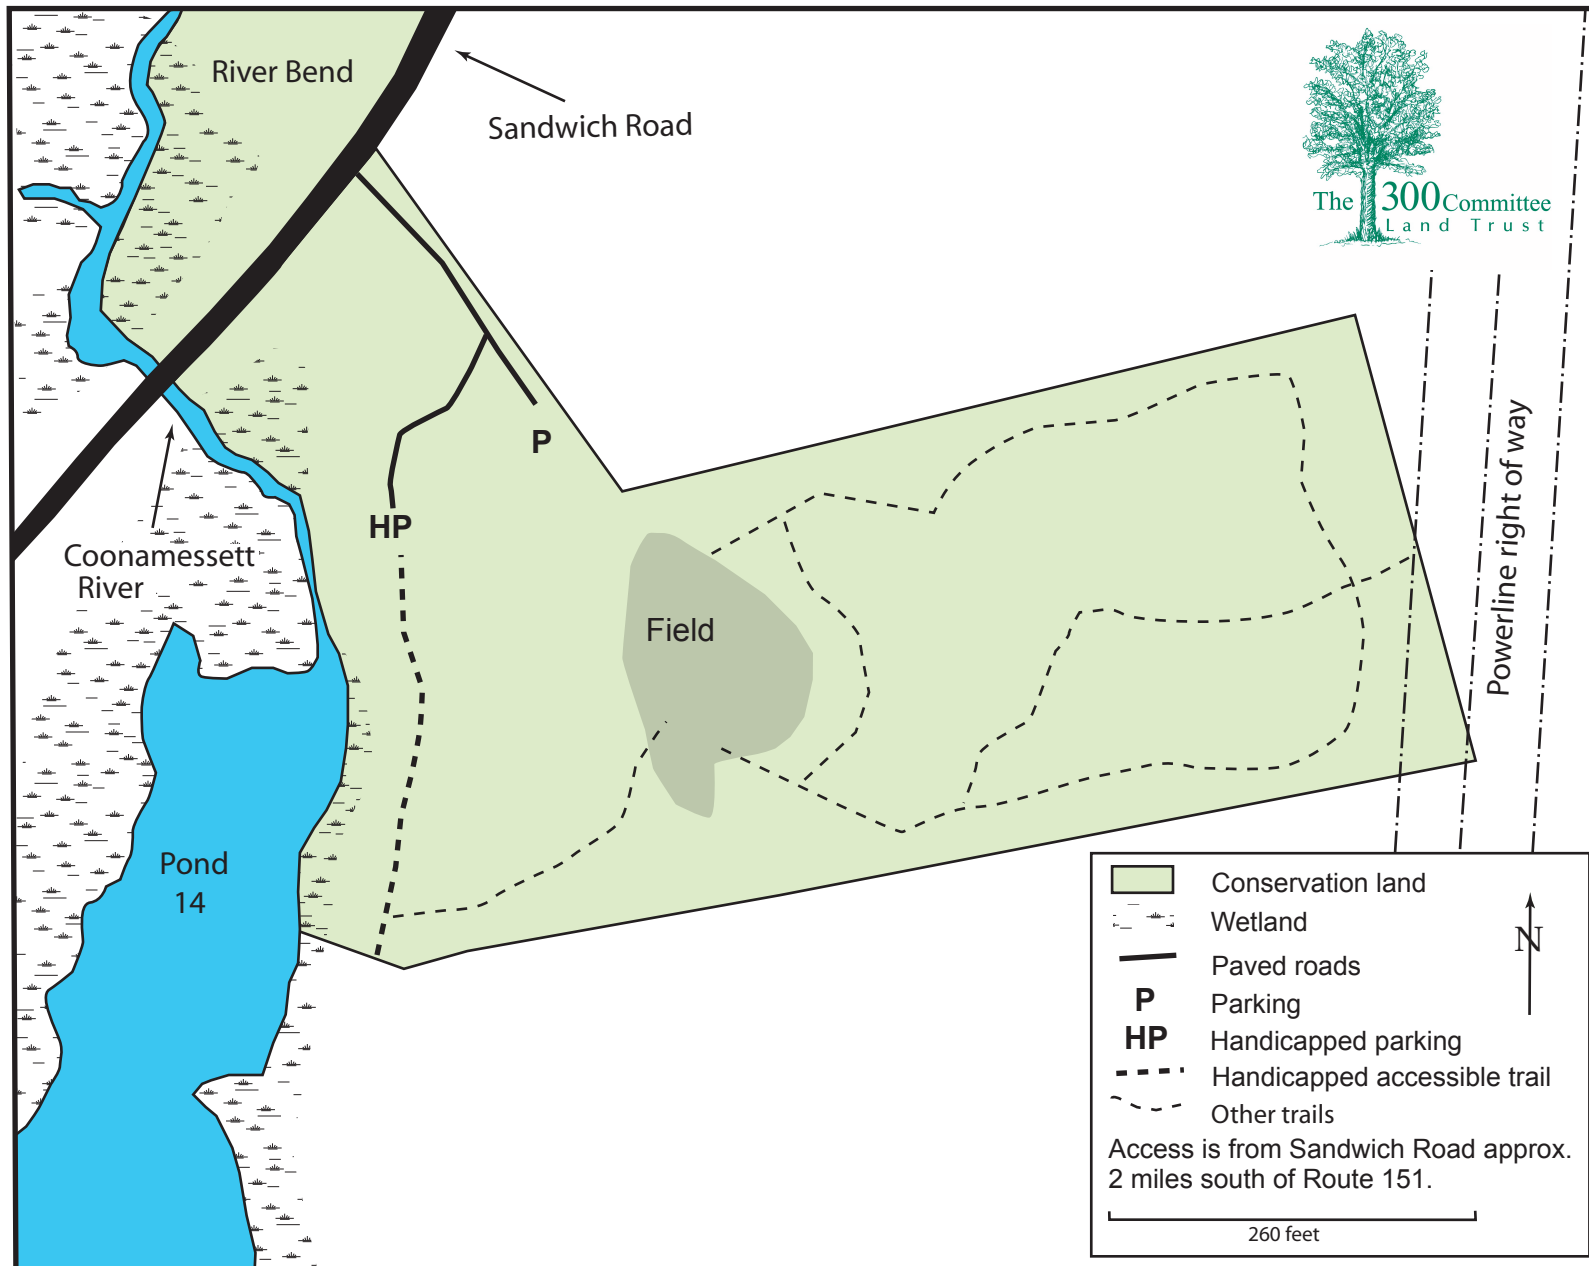 River Bend
Sandwich Road
The 300 Committee
Land Trust
P
HP
Coonamessett
River
Field
Powerline right of way
Pond
14
Conservation land
Wetland
Paved roads
P Parking
HP Handicapped parking
Handicapped accessible trail
Other trails
N
Access is from Sandwich Road approx.
2 miles south of Route 151.
260 feet